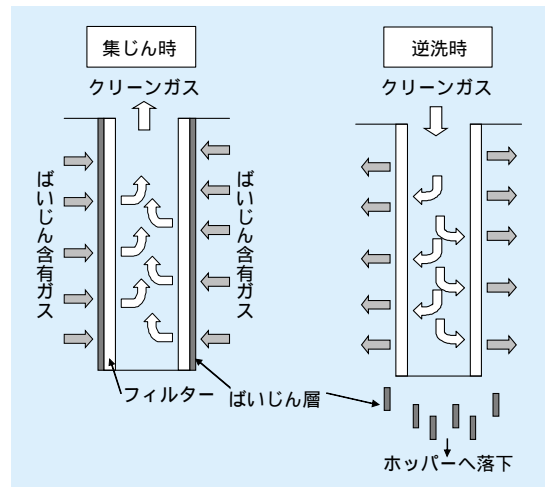 集じん時
クリーンガス
ばいじん含有ガス
ばいじん含有ガス
フィルター
ばいじん層
逆洗時
クリーンガス
ホッパーへ落下